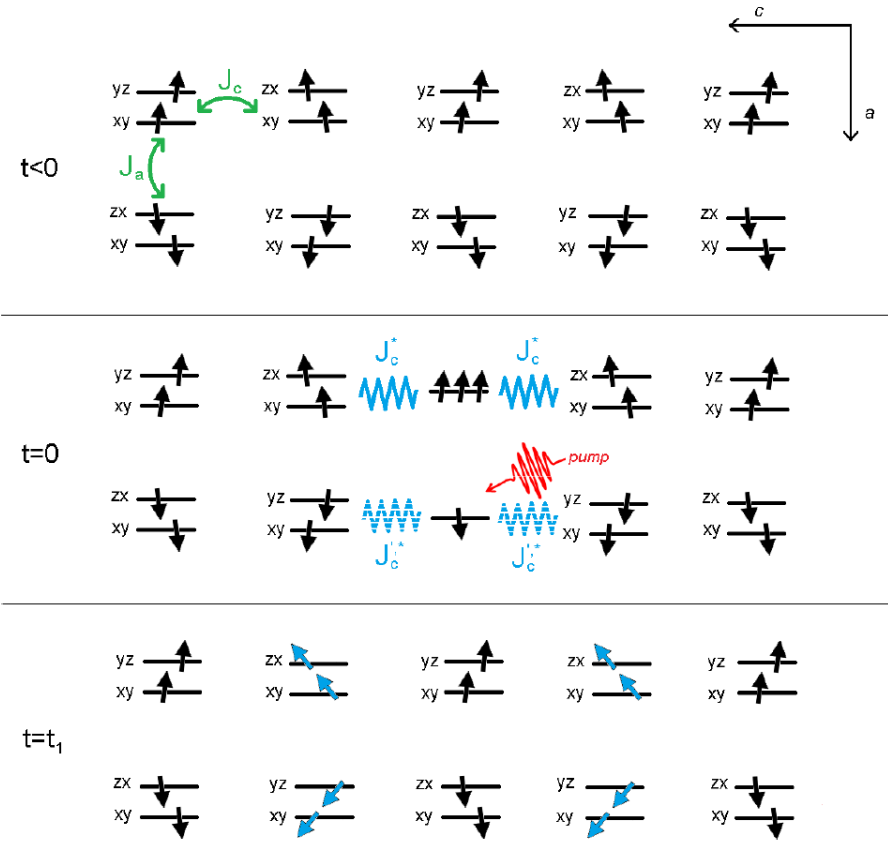 c
a
yz zx yz zx yz
J_c
xy xy xy xy xy
t<0
J_a
zx yz zx yz zx
xy xy xy xy xy
J_c^* J_c^*
yz zx zx yz
xy xy xy xy
t=0
pump
zx yz yz zx
xy xy xy xy
J_c^'* J_c^'*
yz zx yz zx yz
xy xy xy xy xy
t=t₁
zx yz zx yz zx
xy xy xy xy xy